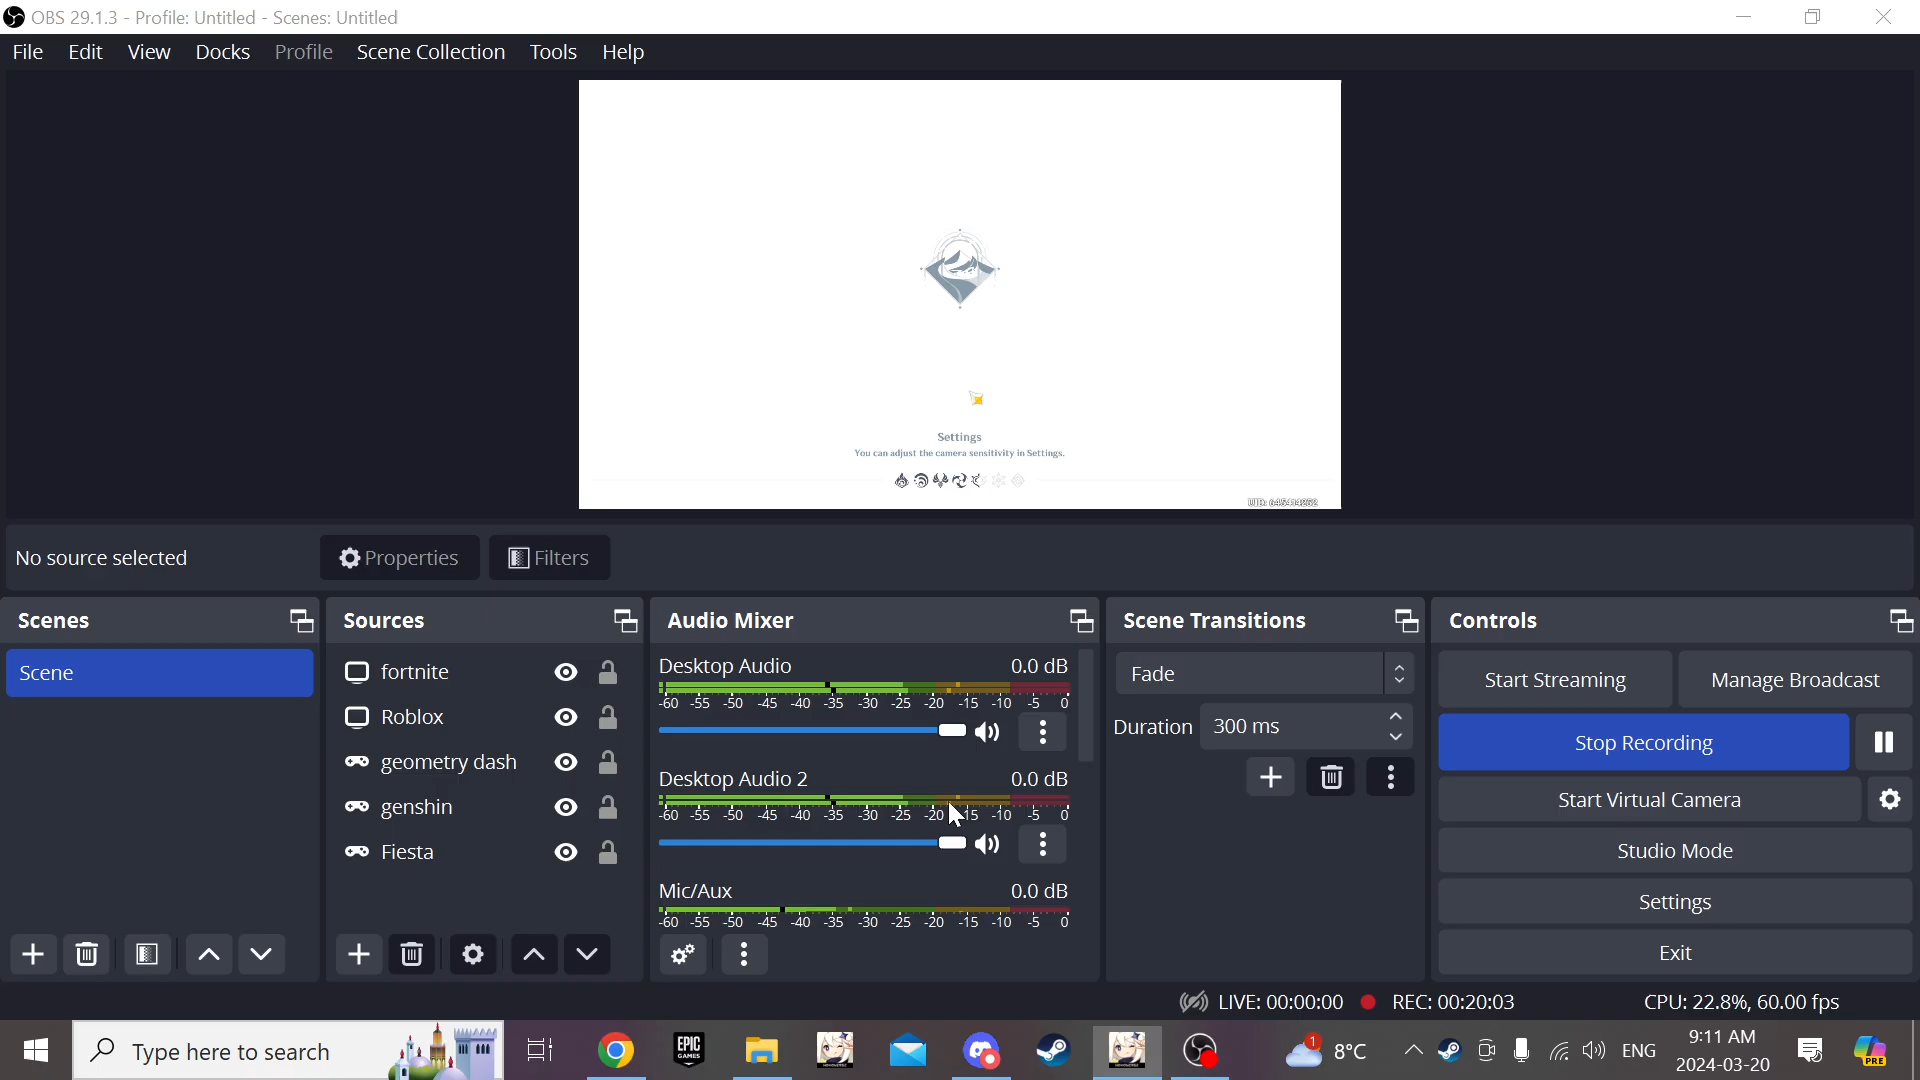 OBS 29.1.3 - Profile: Untitled - Scenes: Untitled
File Edit View Docks Profile Scene Collection Tools Help
Settings
You can adjust the camera sensitivity in Settings.
No source selected Properties Filters
Scenes
Scene
Sources
fortnite
Roblox
geometry dash
genshin
Fiesta
Audio Mixer
Desktop Audio 0.0 dB
-60 -55 -50 -45 -40 -35 -30 -25 -20 -15 -10 -5 0
Desktop Audio 2 0.0 dB
-60 -55 -50 -45 -40 -35 -30 -25 -20 15 -10 -5 0
Mic/Aux 0.0 dB
-60 -55 -50 -45 -40 -35 -30 -25 -20 -15 -10 -5 0
Scene Transitions
Fade
Duration 300 ms
Controls
Start Streaming Manage Broadcast
Stop Recording
Start Virtual Camera
Studio Mode
Settings
Exit
LIVE: 00:00:00 REC: 00:20:03 CPU: 22.8%, 60.00 fps
Type here to search
EPIC
GAMES
1
8°C
ENG
9:11 AM
2024-03-20
PRE